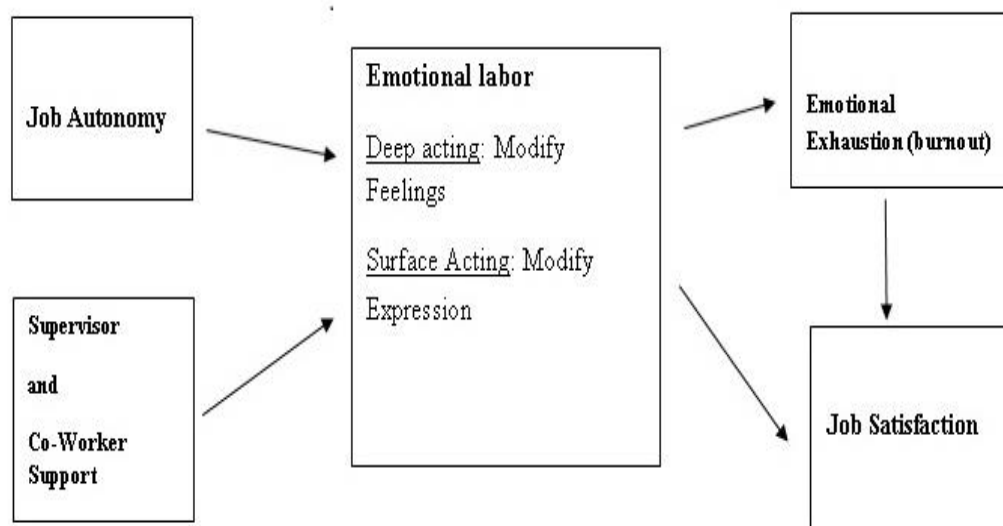 Job Autonomy
Supervisor
and
Co-Worker
Support
Emotional labor
Deep acting: Modify
Feelings
Surface Acting: Modify
Expression
Emotional
Exhaustion (burnout)
Job Satisfaction